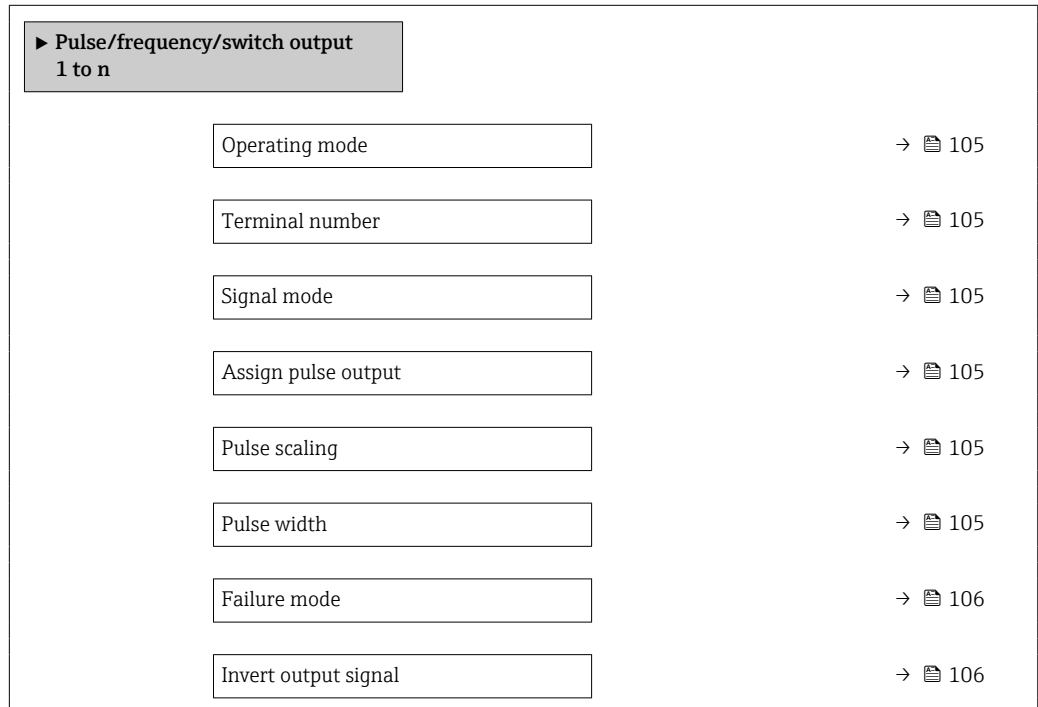 ► Pulse/frequency/switch output
1 to n
Operating mode → 105
Terminal number → 105
Signal mode → 105
Assign pulse output → 105
Pulse scaling → 105
Pulse width → 105
Failure mode → 106
Invert output signal → 106